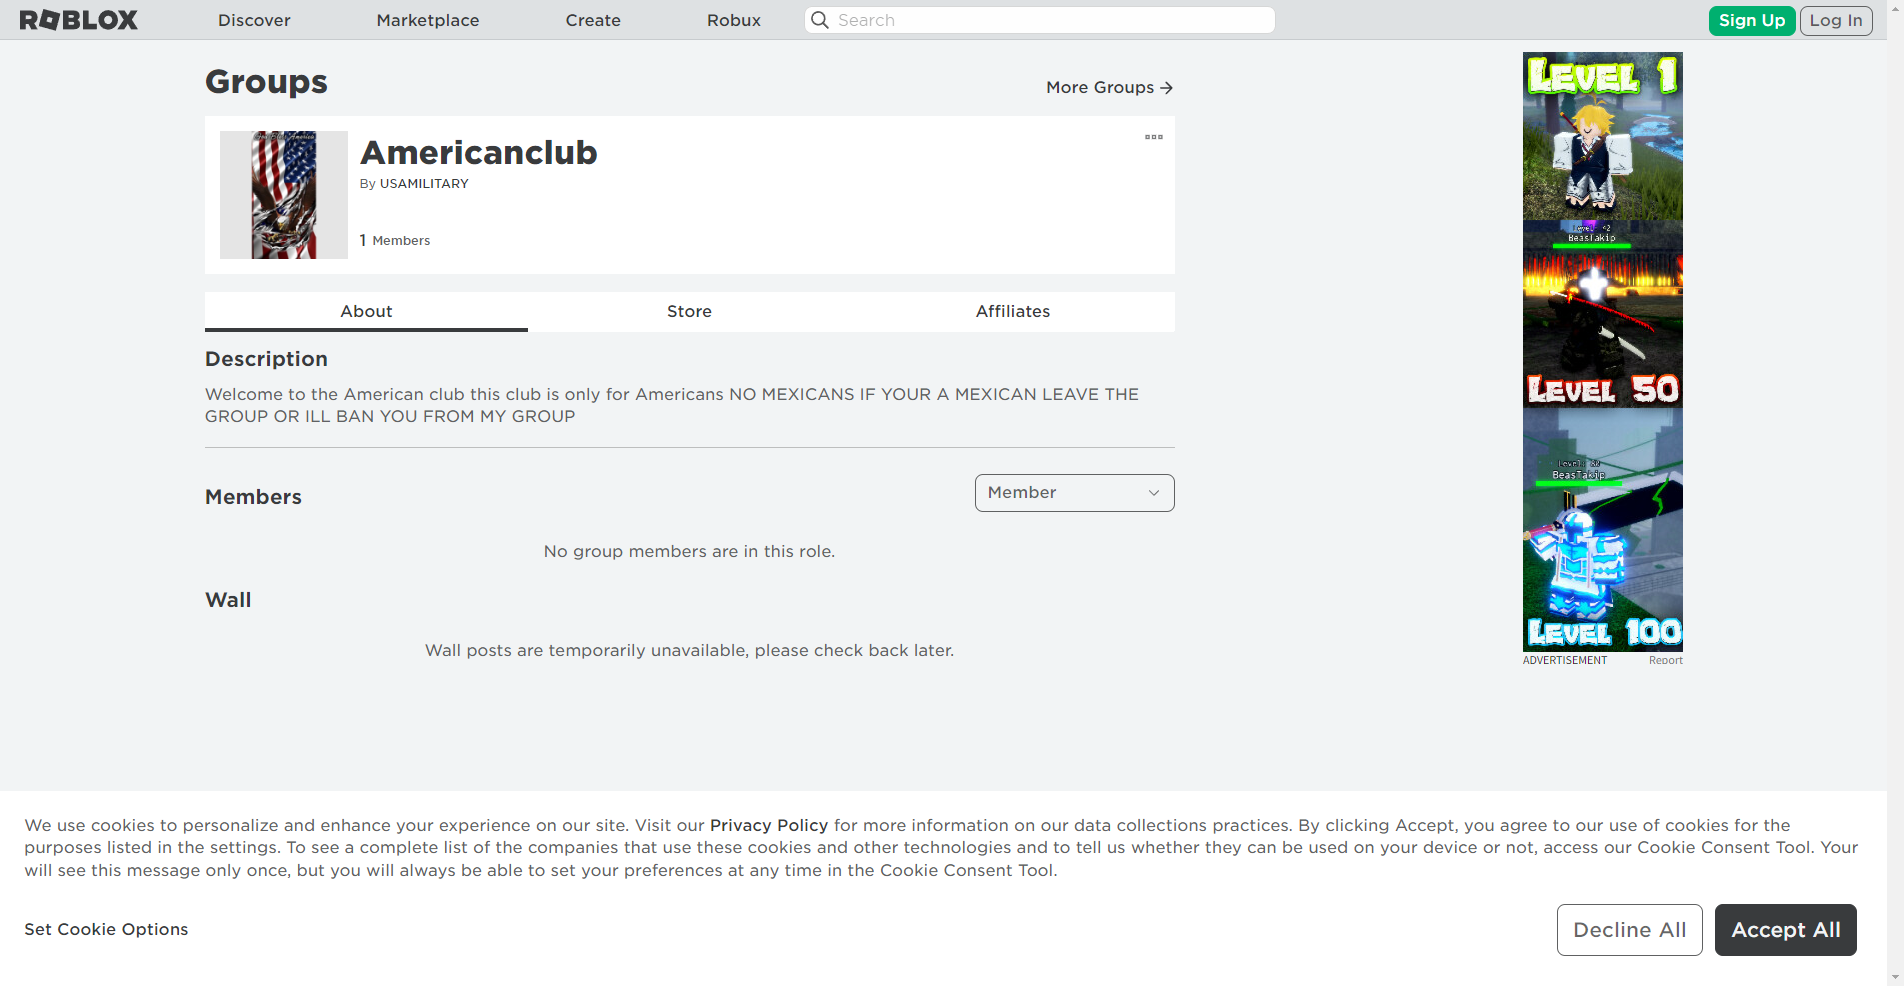 ROBLOX Discover Marketplace Create Robux Search Sign Up Log In
Groups
More Groups
Americanclub
By USAMILITARY
1 Members
About Store Affiliates
Description
Welcome to the American club this club is only for Americans NO MEXICANS IF YOUR A MEXICAN LEAVE THE
GROUP OR ILL BAN YOU FROM MY GROUP
Members
Member
No group members are in this role.
Wall
Wall posts are temporarily unavailable, please check back later.
LEVEL 1
BeasTakip
LEVEL 50
BeasTakip
LEVEL 100
ADVERTISEMENT Report
We use cookies to personalize and enhance your experience on our site. Visit our Privacy Policy for more information on our data collections practices. By clicking Accept, you agree to our use of cookies for the
purposes listed in the settings. To see a complete list of the companies that use these cookies and other technologies and to tell us whether they can be used on your device or not, access our Cookie Consent Tool. Your
will see this message only once, but you will always be able to set your preferences at any time in the Cookie Consent Tool.
Set Cookie Options
Decline All
Accept All